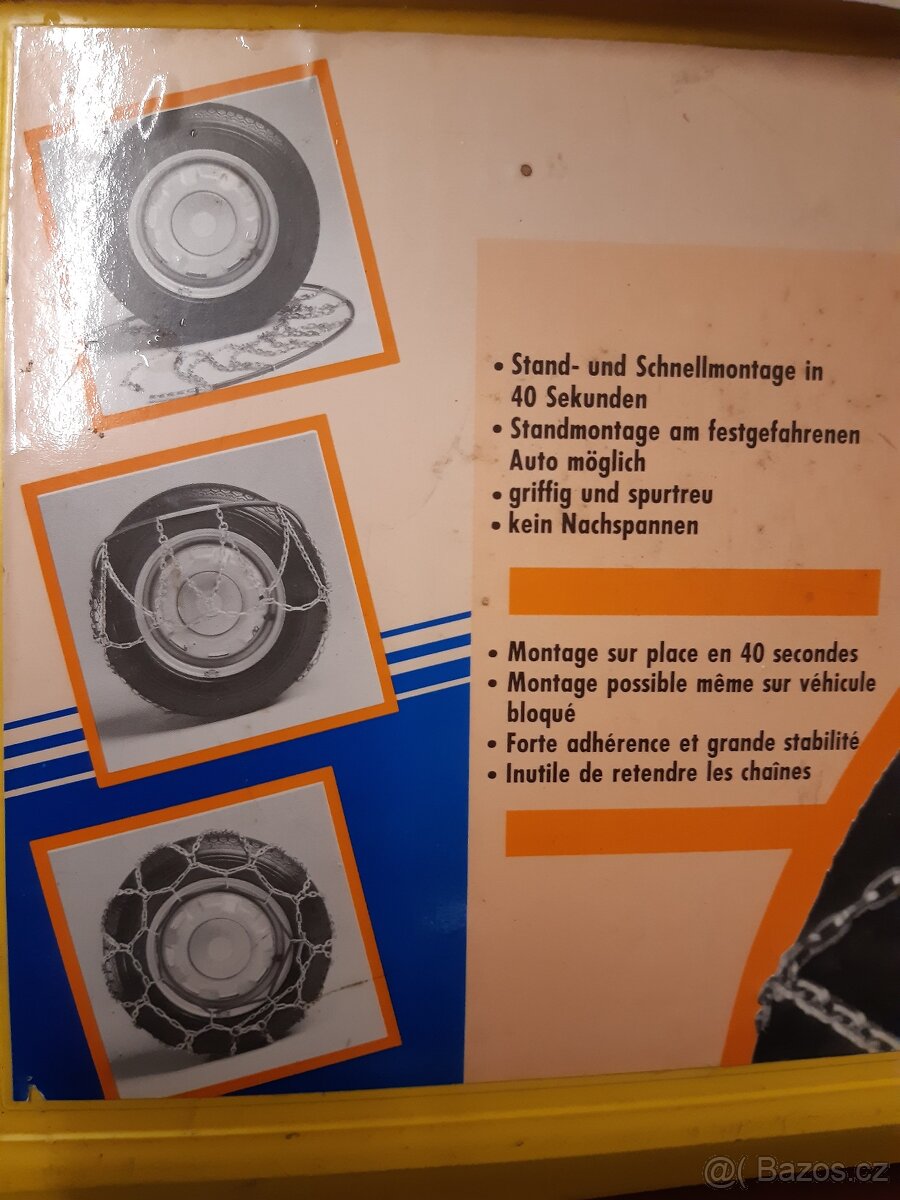 • Stand- und Schnellmontage in
40 Sekunden
• Standmontage am festgefahrenen
Auto möglich
• griffig und spurtreu
• kein Nachspannen
• Montage sur place en 40 secondes
• Montage possible même sur véhicule
bloqué
• Forte adhérence et grande stabilité
• Inutile de retendre les chaînes
@( Bazos.cz